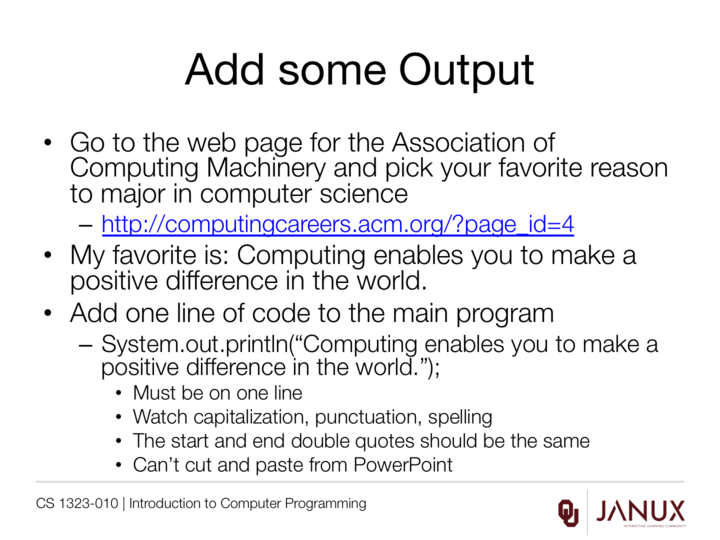 Add some Output
• Go to the web page for the Association of
Computing Machinery and pick your favorite reason
to major in computer science
– http://computingcareers.acm.org/?page_id=4
• My favorite is: Computing enables you to make a
positive difference in the world.
• Add one line of code to the main program
– System.out.println(“Computing enables you to make a
positive difference in the world.”);
• Must be on one line
• Watch capitalization, punctuation, spelling
• The start and end double quotes should be the same
• Can’t cut and paste from PowerPoint
CS 1323-010 | Introduction to Computer Programming
OU
JANUX
INTERACTIVE LEARNING COMMUNITY